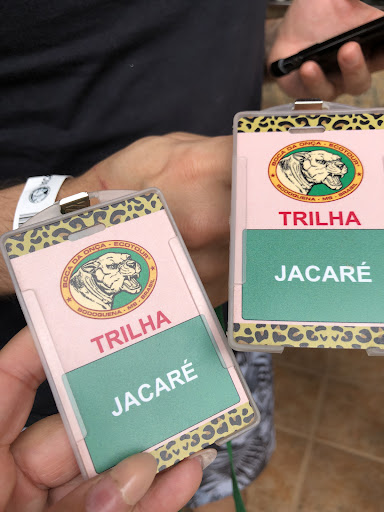 BOCA DA ONÇA - ECOTOUR
BODOQUENA - MS - BRASIL
TRILHA
JACARÉ
BOCA DA ONÇA - ECOTOUR
BODOQUENA - MS - BRASIL
TRILHA
JACARÉ